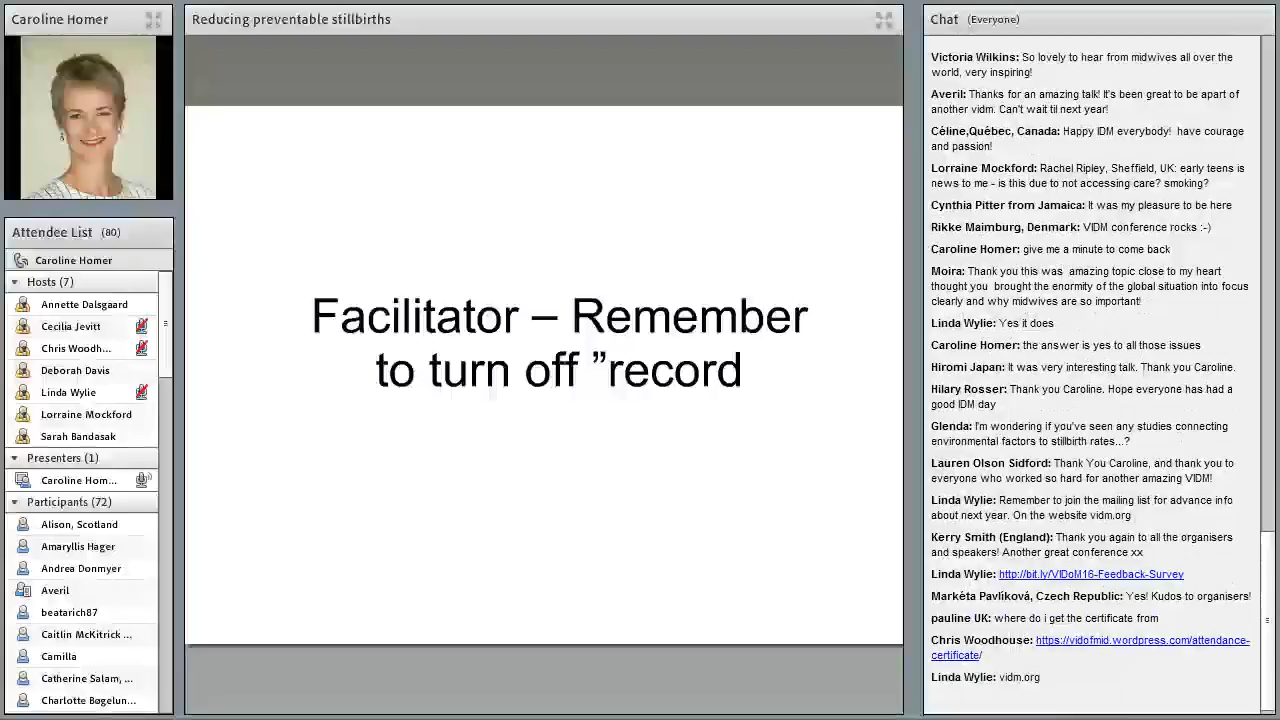 Caroline Homer
Attendee List (80)
Caroline Homer
Hosts (7)
Annette Dalsgaard
Cecilia Jevitt
Chris Woodh...
Deborah Davis
Linda Wylie
Lorraine Mockford
Sarah Bandasak
Presenters (1)
Caroline Hom...
Participants (72)
Alison, Scotland
Amaryllis Hager
Andrea Donmyer
Averil
beatarich87
Caitlin McKitrick ...
Camilla
Catherine Salam, ...
Charlotte Bøgelun...
Reducing preventable stillbirths
Facilitator – Remember
to turn off ”record
Chat (Everyone)
Victoria Wilkins: So lovely to hear from midwives all over the
world, very inspiring!
Averil: Thanks for an amazing talk! It's been great to be apart of
another vidm. Can't wait til next year!
Céline,Québec, Canada: Happy IDM everybody! have courage
and passion!
Lorraine Mockford: Rachel Ripley, Sheffield, UK: early teens is
news to me - is this due to not accessing care? smoking?
Cynthia Pitter from Jamaica: It was my pleasure to be here
Rikke Maimburg, Denmark: VIDM conference rocks :-)
Caroline Homer: give me a minute to come back
Moira: Thank you this was amazing topic close to my heart
thought you brought the enormity of the global situation into focus
clearly and why midwives are so important!
Linda Wylie: Yes it does
Caroline Homer: the answer is yes to all those issues
Hiromi Japan: It was very interesting talk. Thank you Caroline.
Hilary Rosser: Thank you Caroline. Hope everyone has had a
good IDM day
Glenda: I'm wondering if you've seen any studies connecting
environmental factors to stillbirth rates...?
Lauren Olson Sidford: Thank You Caroline, and thank you to
everyone who worked so hard for another amazing VIDM!
Linda Wylie: Remember to join the mailing list for advance info
about next year. On the website vidm.org
Kerry Smith (England): Thank you again to all the organisers
and speakers! Another great conference xx
Linda Wylie: http://bit.ly/VIDoM16-Feedback-Survey
Markéta Pavlíková, Czech Republic: Yes! Kudos to organisers!
pauline UK: where do i get the certificate from
Chris Woodhouse: https://vidofmid.wordpress.com/attendance-
certificate/
Linda Wylie: vidm.org